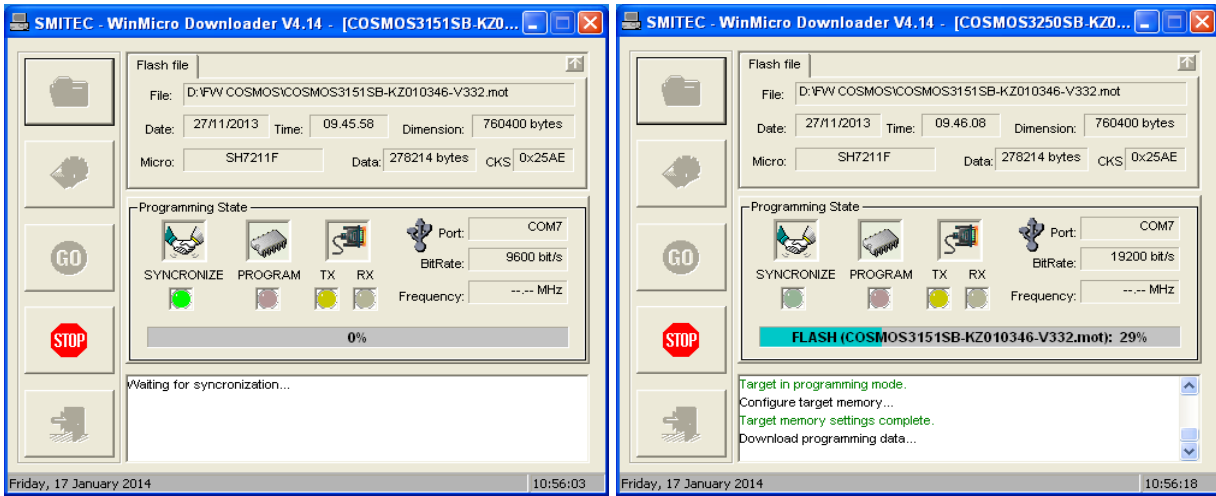 SMITEC - WinMicro Downloader V4.14 - [COSMOS3151SB-KZ0...
Flash file
File: D:\FW COSMOS\COSMOS3151SB-KZ010346-V332.mot
Date: 27/11/2013 Time: 09.45.58 Dimension: 760400 bytes
Micro: SH7211F Data: 278214 bytes CKS 0x25AE
Programming State
Port: COM7
BitRate: 9600 bit/s
SYNCRONIZE PROGRAM TX RX
Frequency: --.-- MHz
GO
STOP
0%
Waiting for syncronization...
Friday, 17 January 2014 10:56:03
SMITEC - WinMicro Downloader V4.14 - [COSMOS3250SB-KZ0...
Flash file
File: D:\FW COSMOS\COSMOS3151SB-KZ010346-V332.mot
Date: 27/11/2013 Time: 09.46.08 Dimension: 760400 bytes
Micro: SH7211F Data: 278214 bytes CKS 0x25AE
Programming State
Port: COM7
BitRate: 19200 bit/s
SYNCRONIZE PROGRAM TX RX
Frequency: --.-- MHz
GO
STOP
FLASH (COSMOS3151SB-KZ010346-V332.mot): 29%
Target in programming mode.
Configure target memory...
Target memory settings complete.
Download programming data...
Friday, 17 January 2014 10:56:18